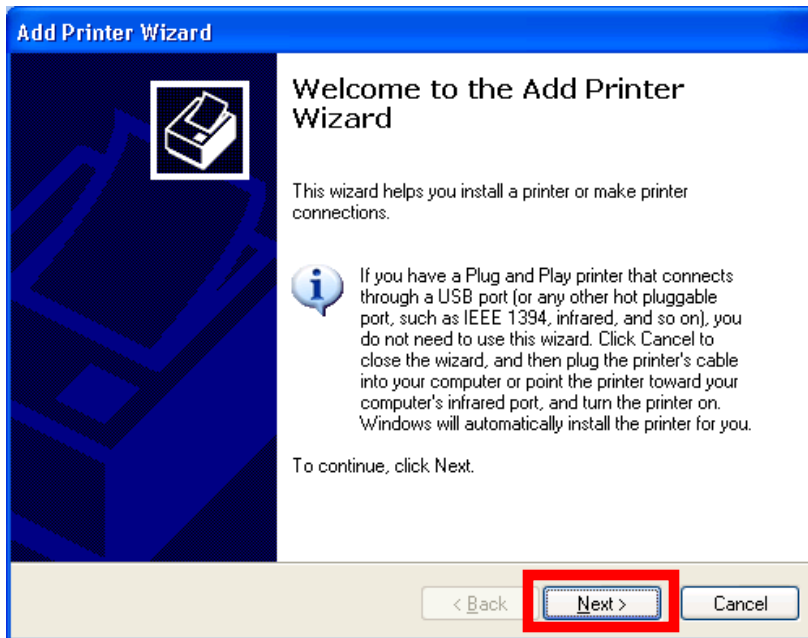 Add Printer Wizard
Welcome to the Add Printer
Wizard
This wizard helps you install a printer or make printer
connections.
If you have a Plug and Play printer that connects
through a USB port (or any other hot pluggable
port, such as IEEE 1394, infrared, and so on), you
do not need to use this wizard. Click Cancel to
close the wizard, and then plug the printer's cable
into your computer or point the printer toward your
computer's infrared port, and turn the printer on.
Windows will automatically install the printer for you.
To continue, click Next.
< Back Next > Cancel